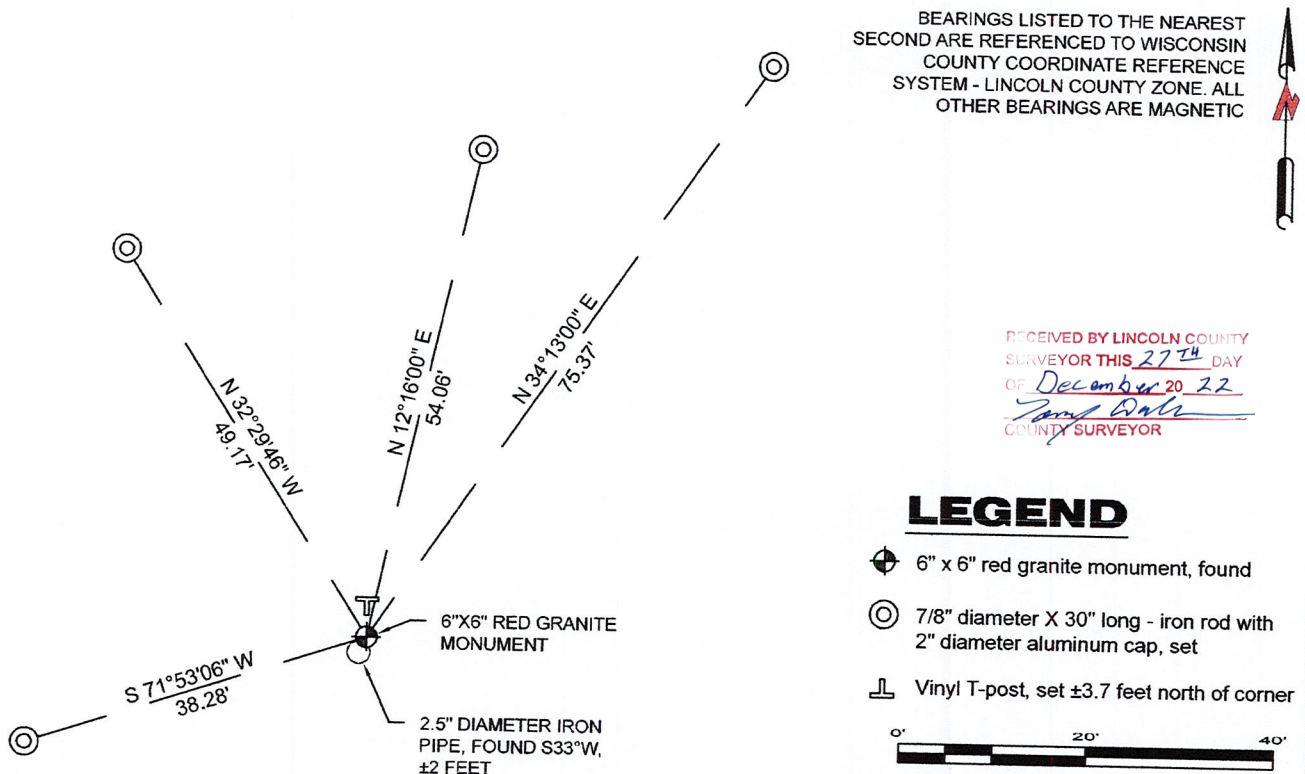 BEARINGS LISTED TO THE NEAREST
SECOND ARE REFERENCED TO WISCONSIN
COUNTY COORDINATE REFERENCE
SYSTEM - LINCOLN COUNTY ZONE. ALL
OTHER BEARINGS ARE MAGNETIC
N
N 32°29'46" W
49.17'
N 12°16'00" E
54.06'
N 34°13'00" E
75.37'
S 71°53'06" W
38.28'
6"X6" RED GRANITE
MONUMENT
2.5" DIAMETER IRON
PIPE, FOUND S33°W,
±2 FEET
RECEIVED BY LINCOLN COUNTY
SURVEYOR THIS 27TH DAY
OF December 20 22
COUNTY SURVEYOR
LEGEND
6" x 6" red granite monument, found
7/8" diameter X 30" long - iron rod with
2" diameter aluminum cap, set
Vinyl T-post, set ±3.7 feet north of corner
0' 20' 40'